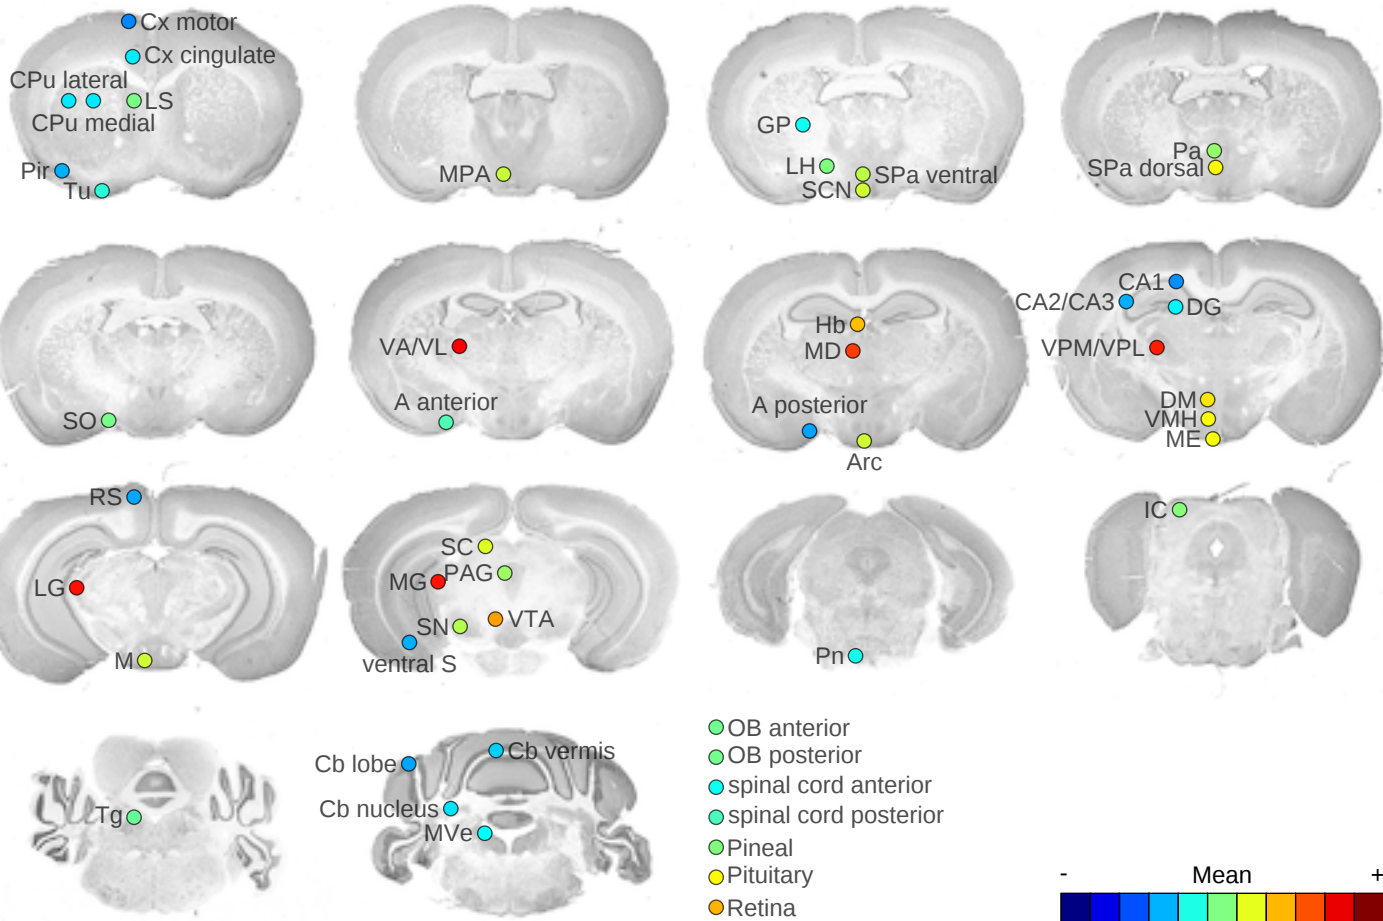 Cx motor
Cx cingulate
CPu lateral
LS
CPu medial
Pir
Tu
MPA
GP
LH
SPa ventral
SCN
Pa
SPa dorsal
SO
VA/VL
A anterior
Hb
MD
A posterior
Arc
CA1
CA2/CA3
DG
VPM/VPL
DM
VMH
ME
RS
LG
M
SC
MG
PAG
SN
VTA
ventral S
Pn
IC
Tg
Cb lobe
Cb vermis
Cb nucleus
MVe
OB anterior
OB posterior
spinal cord anterior
spinal cord posterior
Pineal
Pituitary
Retina
- Mean +